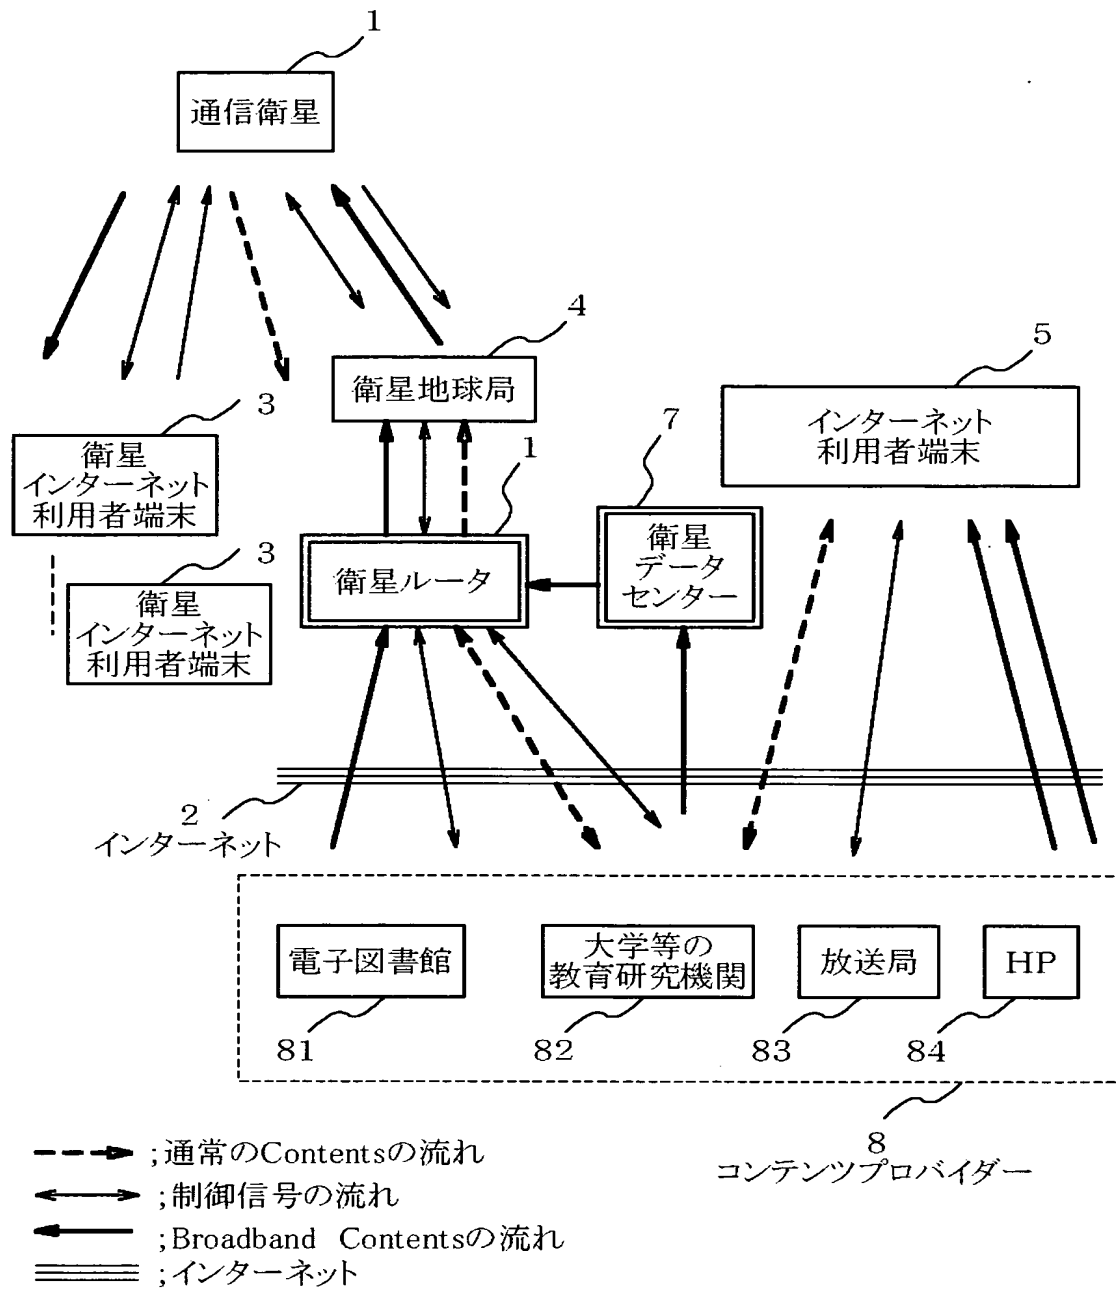 1
通信衛星
4
衛星地球局
5
インターネット
利用者端末
3
衛星
インターネット
利用者端末
7
衛星
データ
センター
1
衛星ルータ
3
衛星
インターネット
利用者端末
2
インターネット
電子図書館
大学等の
教育研究機関
放送局
HP
81
82
83
84
8
コンテンツプロバイダー
;通常のContentsの流れ
;制御信号の流れ
;Broadband Contentsの流れ
;インターネット